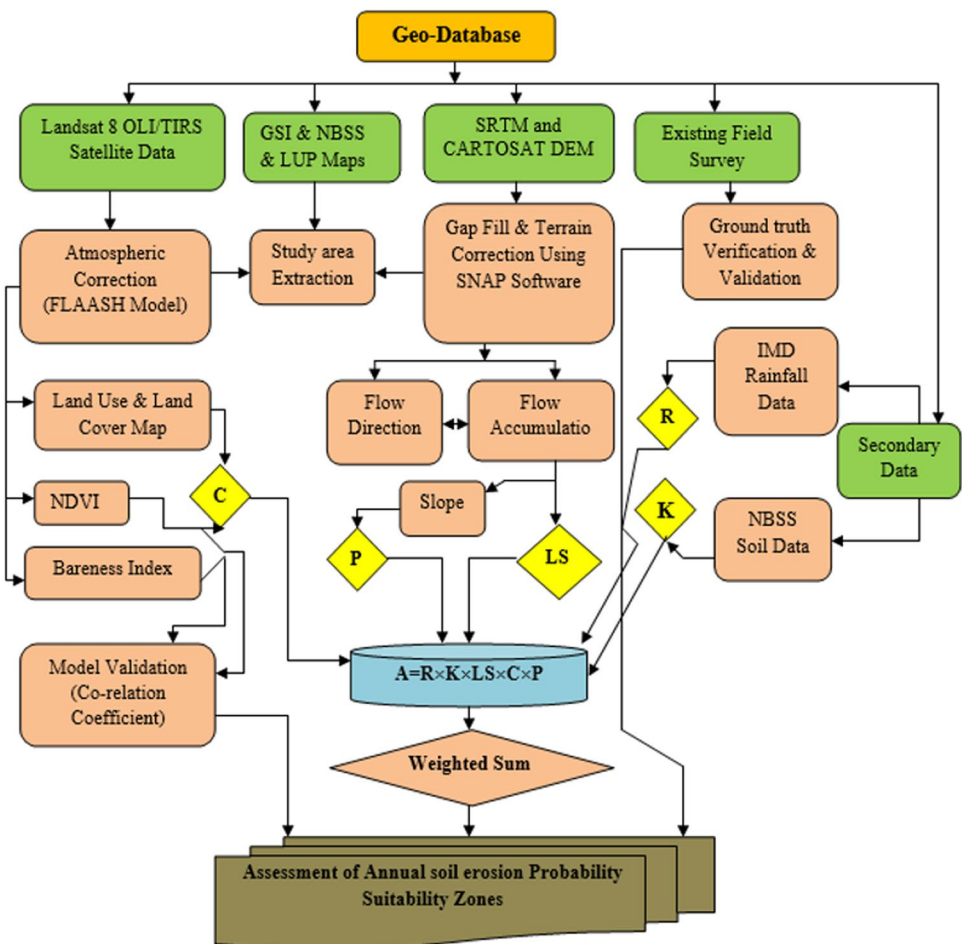 Geo-Database
Landsat 8 OLI/TIRS
Satellite Data
GSI & NBSS
& LUP Maps
SRTM and
CARTOSAT DEM
Existing Field
Survey
Atmospheric
Correction
(FLAASH Model)
Study area
Extraction
Gap Fill & Terrain
Correction Using
SNAP Software
Ground truth
Verification &
Validation
IMD
Rainfall
Data
Land Use & Land
Cover Map
Flow
Direction
Flow
Accumulatio
R
Secondary
Data
C
NDVI
Slope
K
NBSS
Soil Data
P
LS
Bareness Index
Model Validation
(Co-relation
Coefficient)
A=R×K×LS×C×P
Weighted Sum
Assessment of Annual soil erosion Probability
Suitability Zones